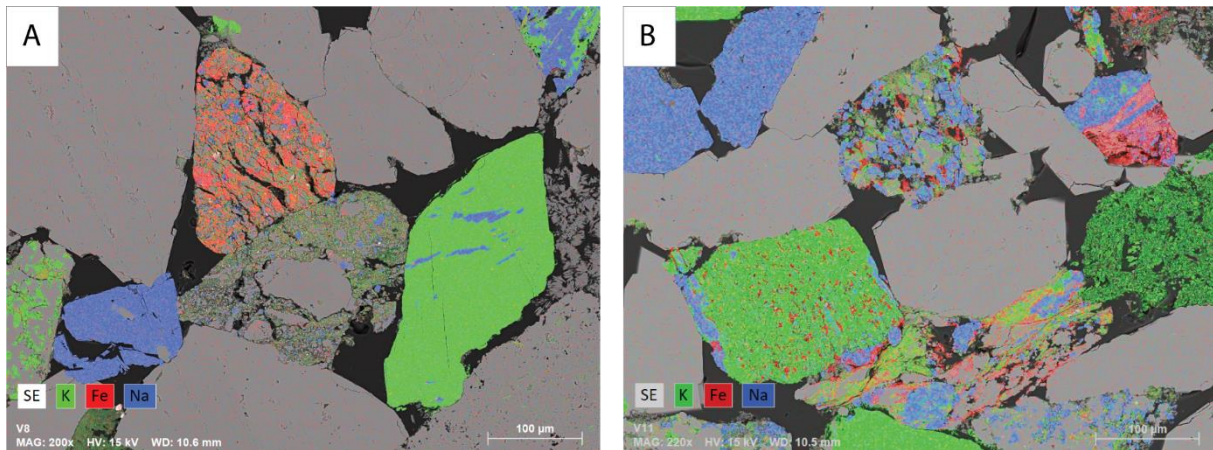 A
SE K Fe Na
V8
MAG: 200x HV: 15 kV WD: 10.6 mm
100 µm
B
SE K Fe Na
V11
MAG: 220x HV: 15 kV WD: 10.5 mm
100 µm